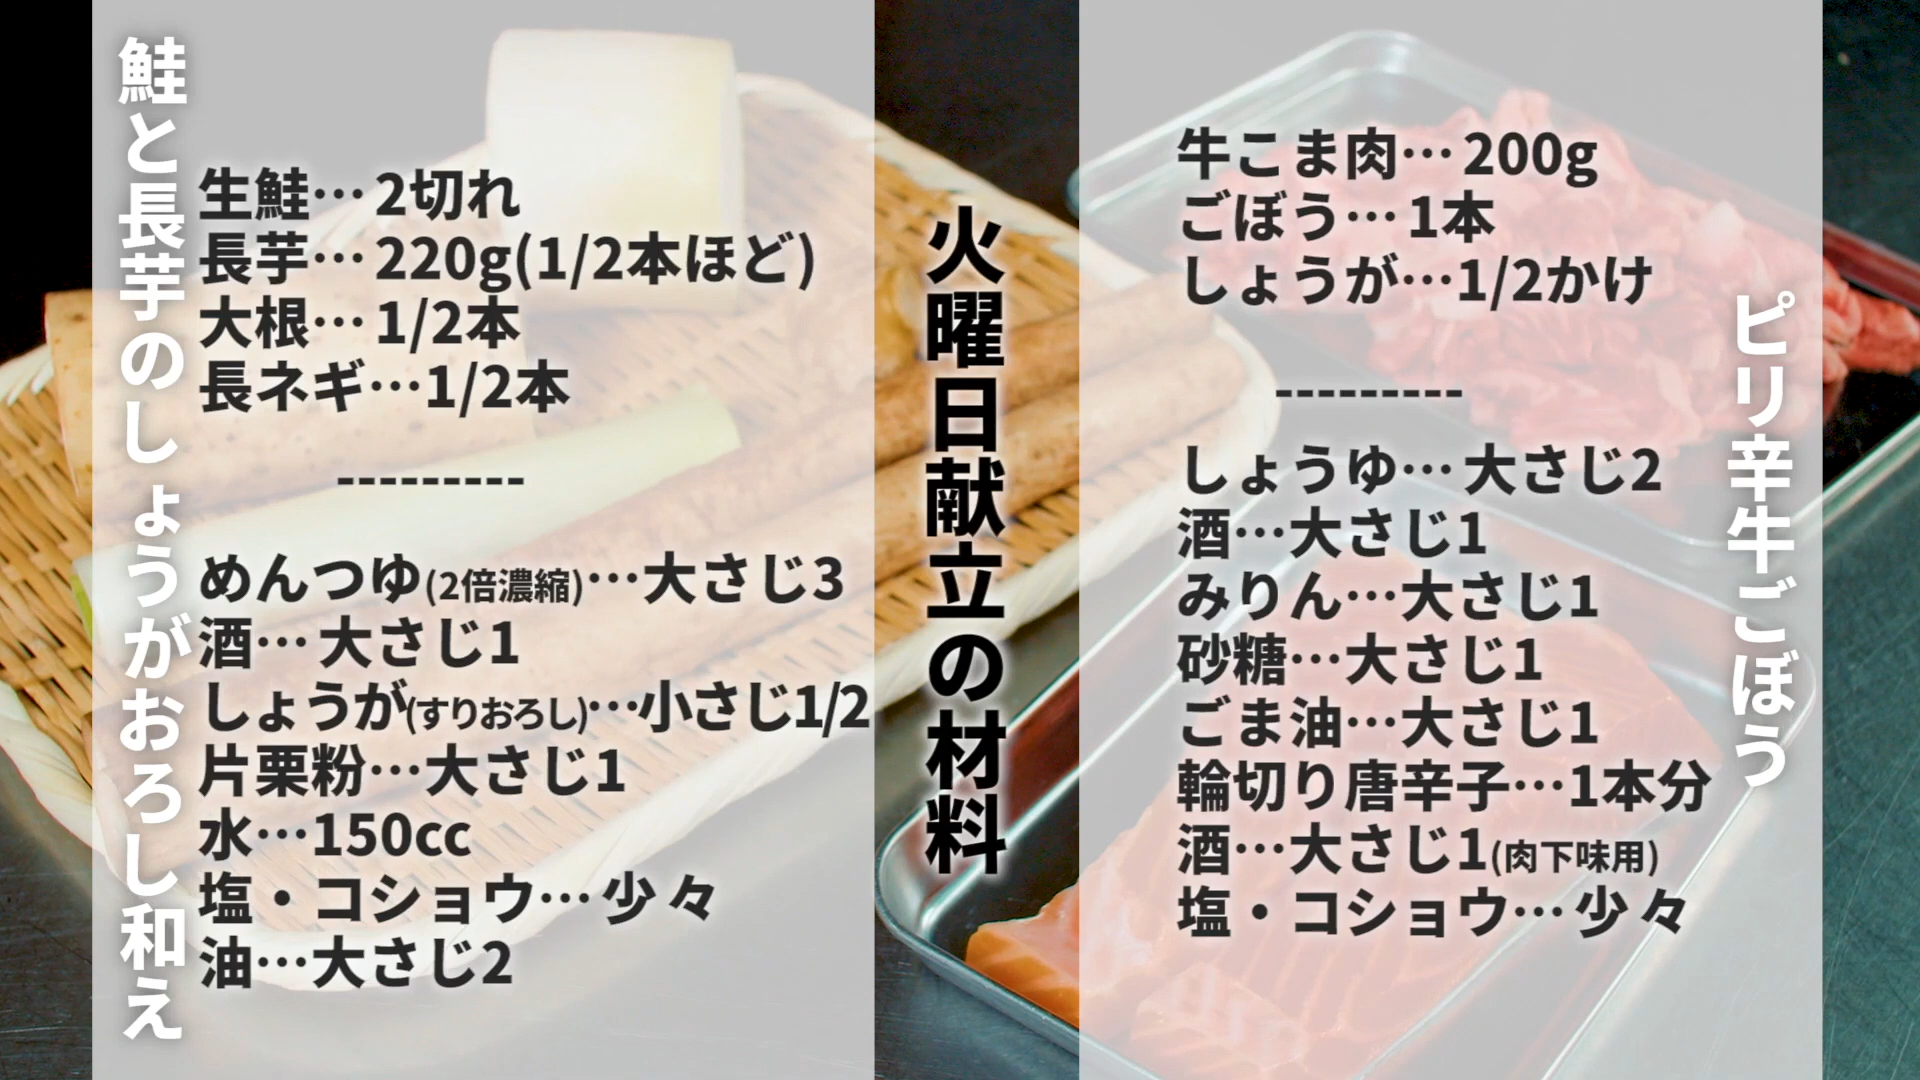 鮭と長芋のしょうがおろし和え
生鮭…2切れ
長芋…220g(1/2本ほど)
大根…1/2本
長ネギ…1/2本
---------
めんつゆ(2倍濃縮)…大さじ3
酒…大さじ1
しょうが(すりおろし)…小さじ1/2
片栗粉…大さじ1
水…150cc
塩・コショウ…少々
油…大さじ2
火曜日献立の材料
ピリ辛牛ごぼう
牛こま肉…200g
ごぼう…1本
しょうが…1/2かけ
---------
しょうゆ…大さじ2
酒…大さじ1
みりん…大さじ1
砂糖…大さじ1
ごま油…大さじ1
輪切り唐辛子…1本分
酒…大さじ1(肉下味用)
塩・コショウ…少々